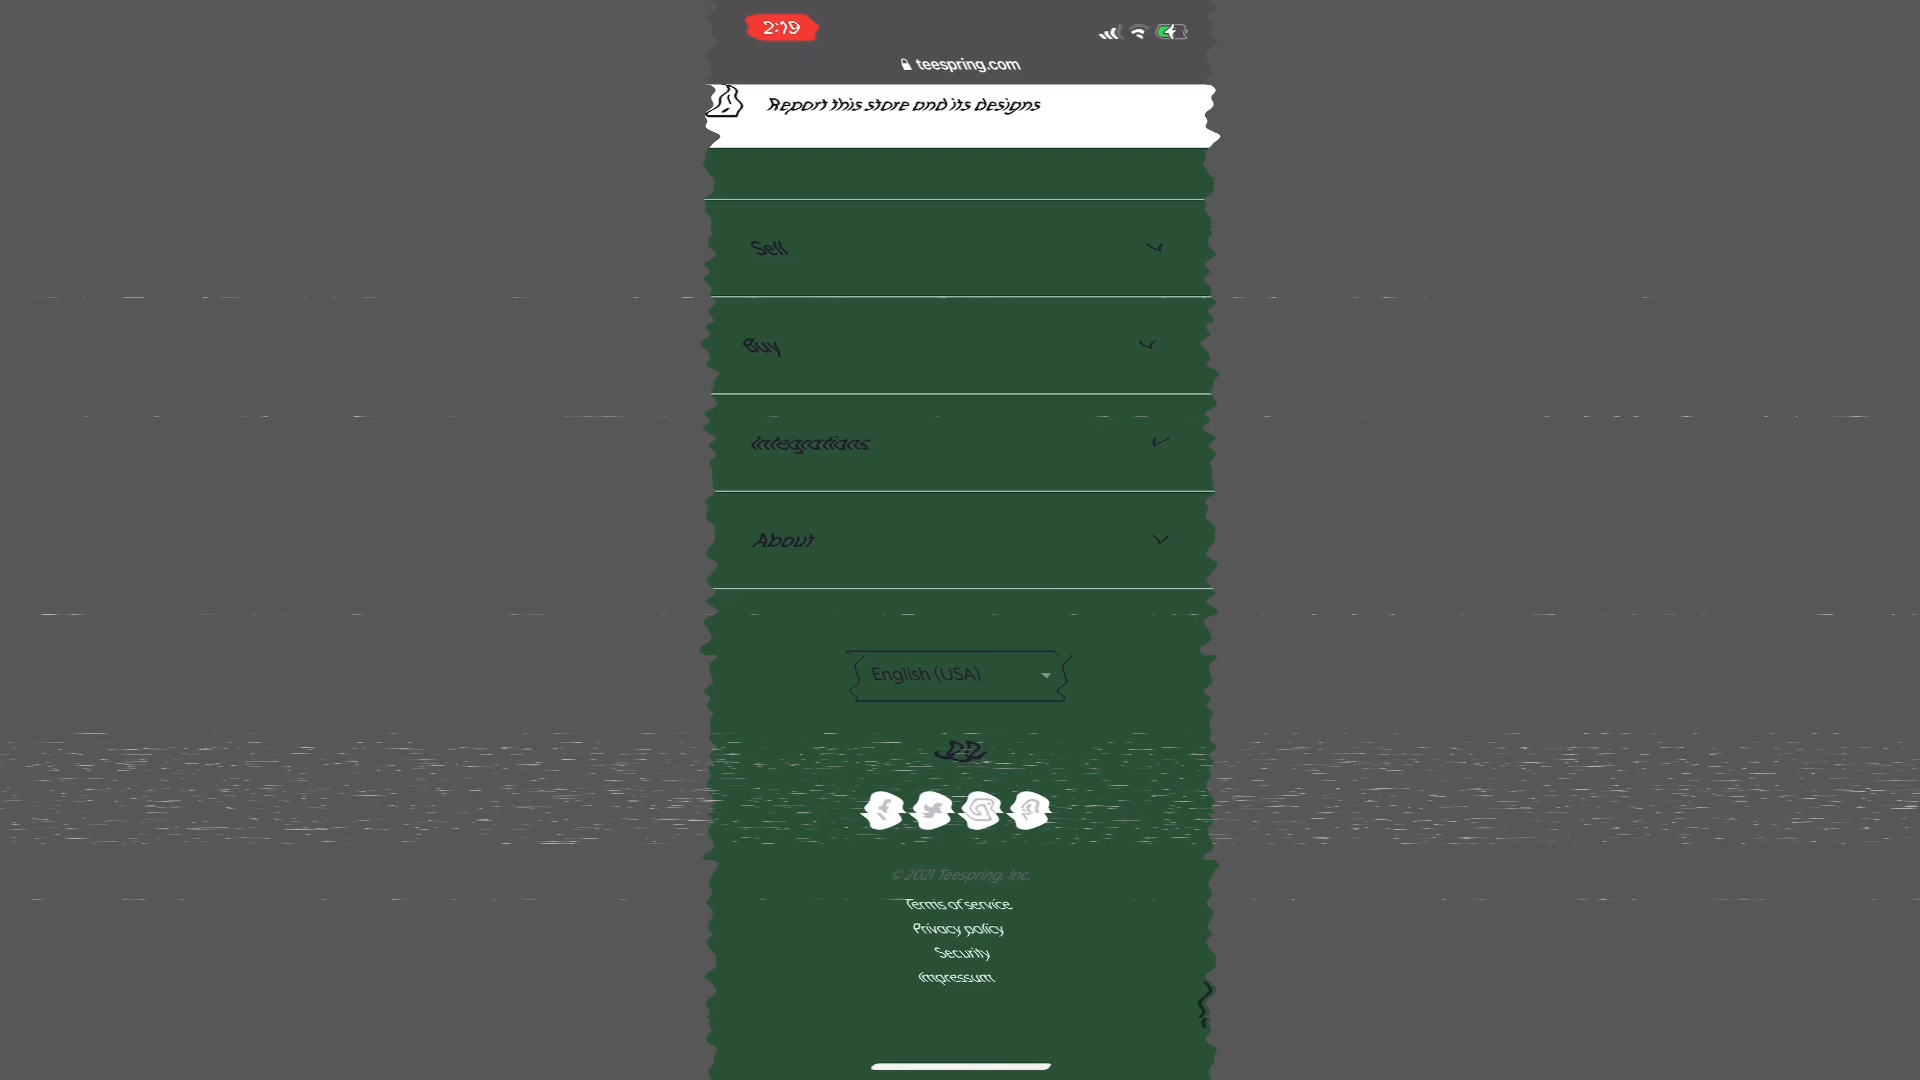 2:19
teespring.com
Report this store and its designs
Sell
Buy
Integrations
About
English (USA)
© 2021 Teespring, Inc.
Terms of service
Privacy policy
Security
Impressum